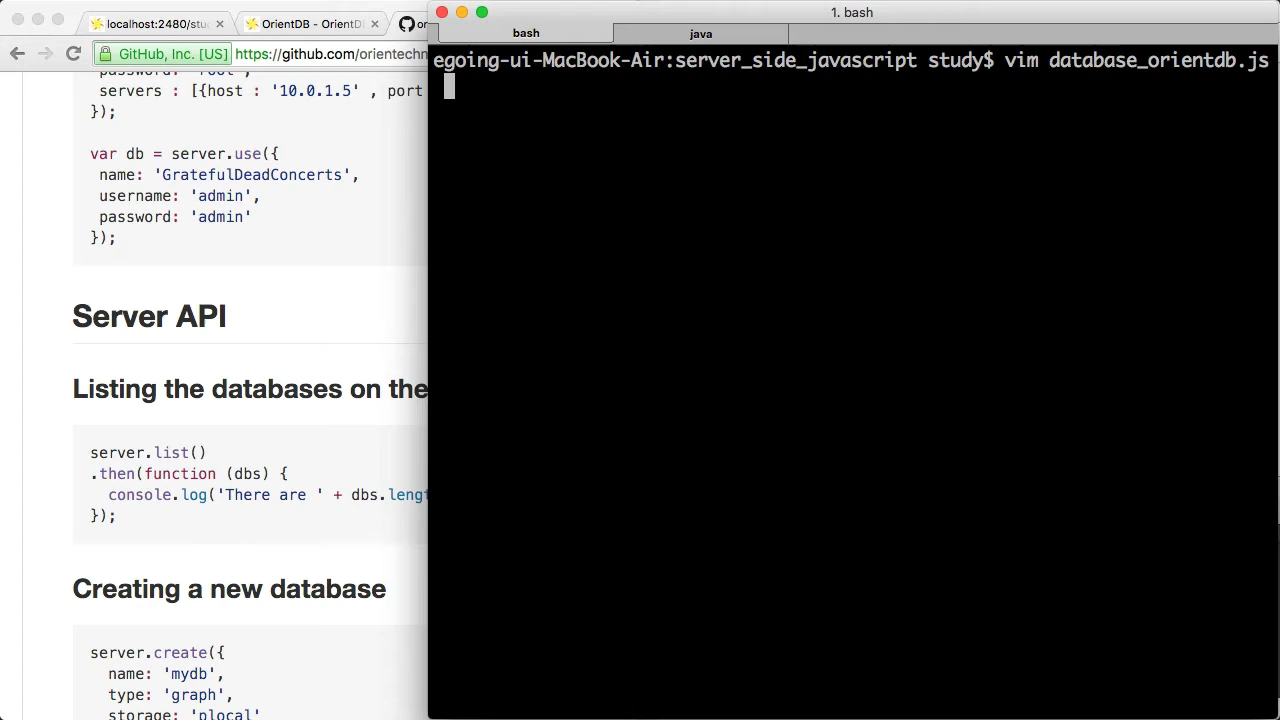 localhost:2480/stu
OrientDB - OrientD
GitHub, Inc. [US]
https://github.com/orientechn
servers : [{host : '10.0.1.5' , port
});
var db = server.use({
name: 'GratefulDeadConcerts',
username: 'admin',
password: 'admin'
});
Server API
Listing the databases on the
server.list()
.then(function (dbs) {
console.log('There are ' + dbs.lengt
});
Creating a new database
server.create({
name: 'mydb',
type: 'graph',
storage: 'plocal'
1. bash
bash
java
egoing-ui-MacBook-Air:server_side_javascript study$ vim database_orientdb.js